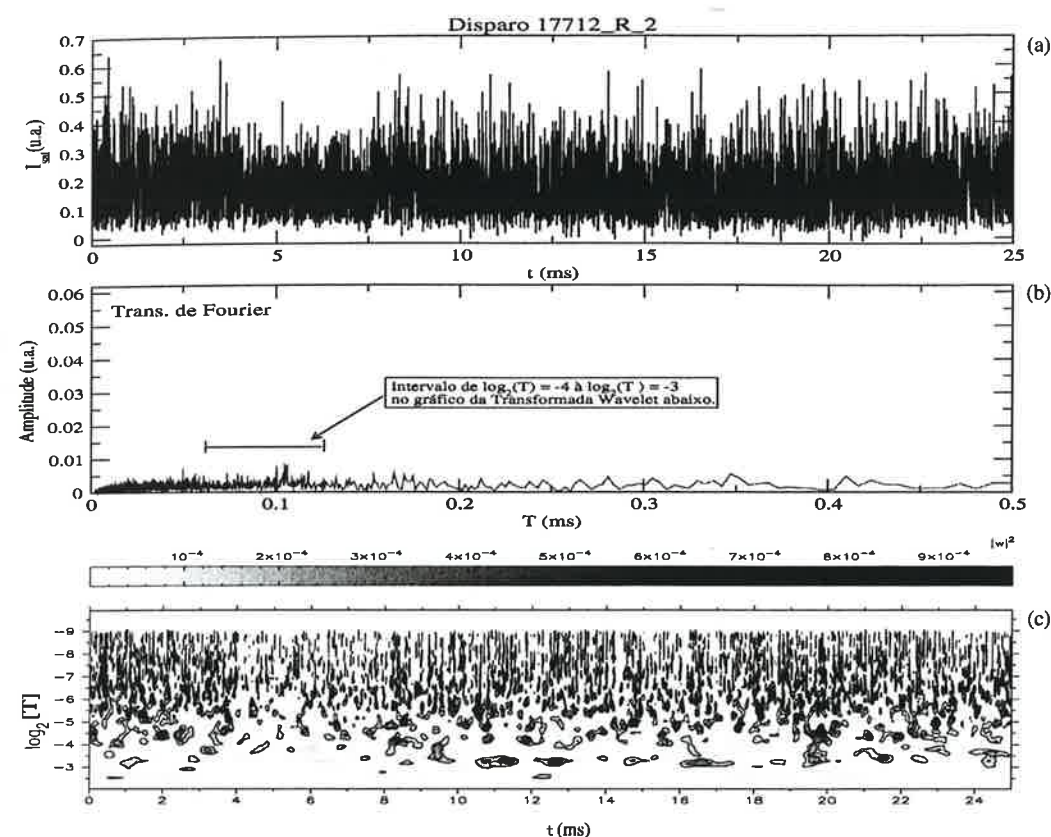 Disparo 17712_R_2
(a)
0.7
0.6
0.5
0.4
0.3
0.2
0.1
0
I_sat(u.a.)
0 5 10 15 20 25
t (ms)
(b)
Trans. de Fourier
0.06
0.05
0.04
0.03
0.02
0.01
0
Amplitude (u.a.)
Intervalo de log₂(T) = -4 à log₂(T ) = -3
no gráfico da Transformada Wavelet abaixo.
0 0.1 0.2 0.3 0.4 0.5
T (ms)
10⁻⁴ 2×10⁻⁴ 3×10⁻⁴ 4×10⁻⁴ 5×10⁻⁴ 6×10⁻⁴ 7×10⁻⁴ 8×10⁻⁴ 9×10⁻⁴ |w|²
(c)
-9
-8
-7
-6
-5
-4
-3
log₂ [T]
0 2 4 6 8 10 12 14 16 18 20 22 24
t (ms)